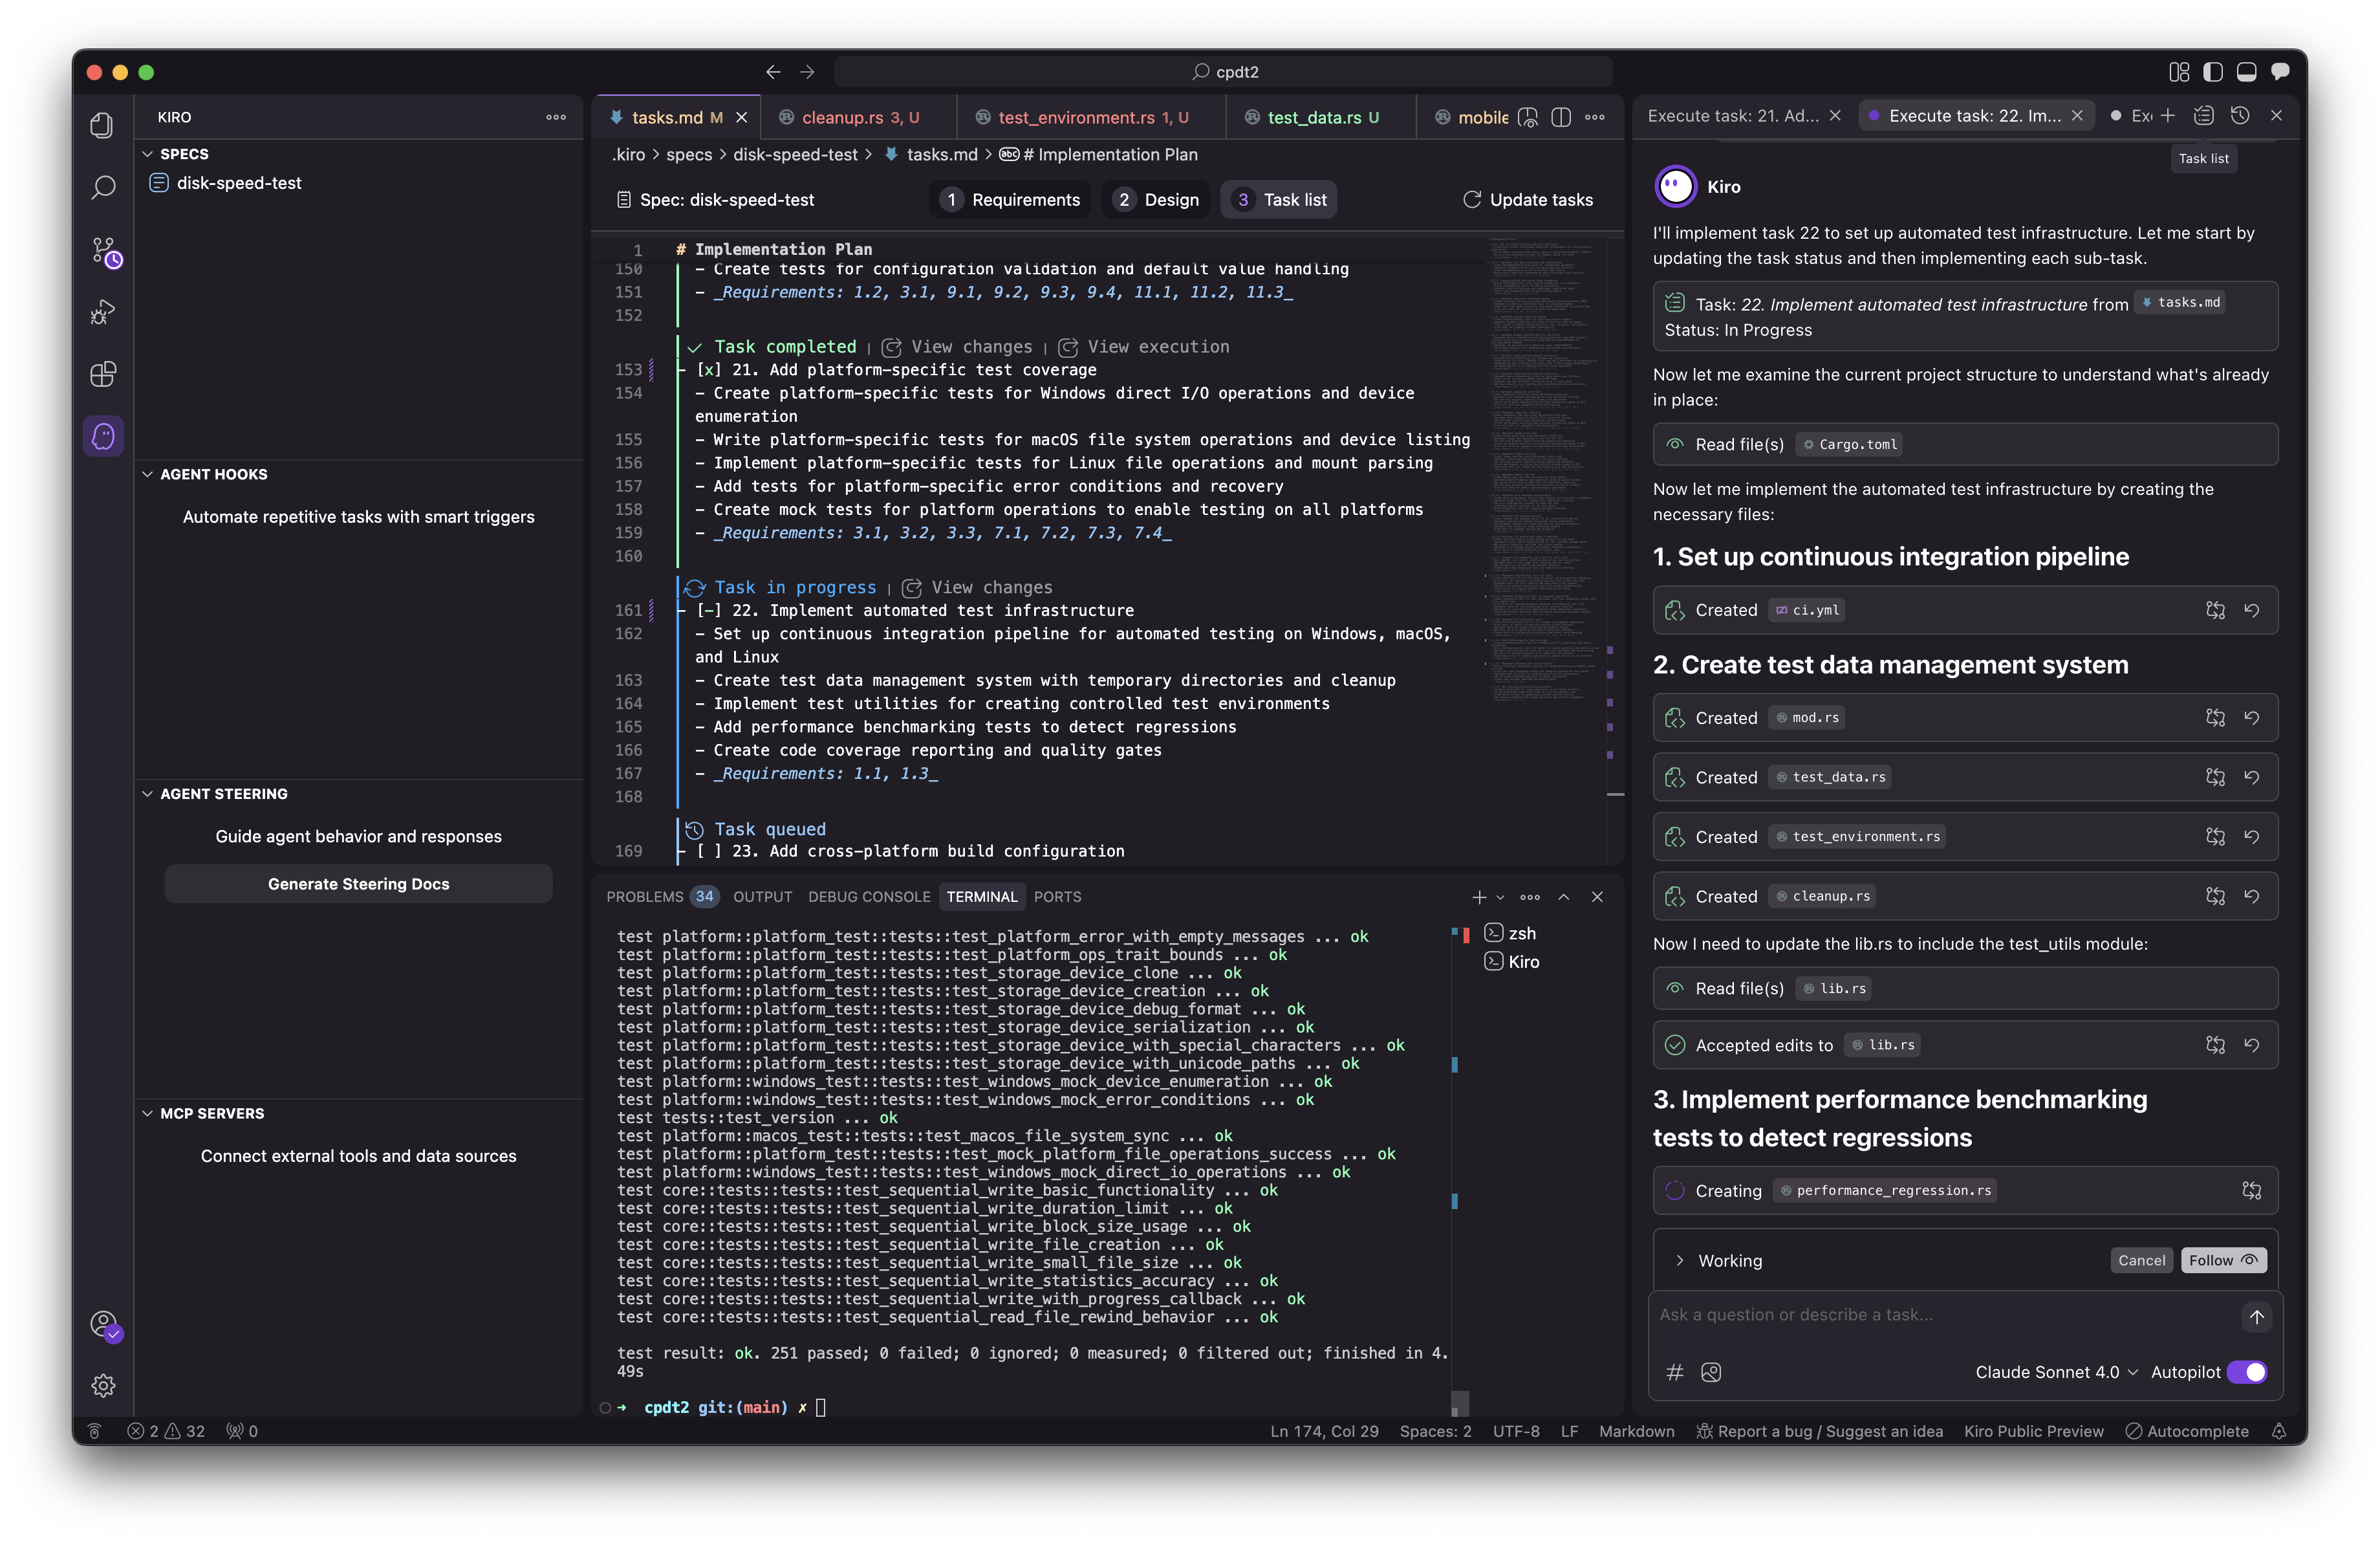 cpdt2
KIRO
SPECS
disk-speed-test
AGENT HOOKS
Automate repetitive tasks with smart triggers
AGENT STEERING
Guide agent behavior and responses
Generate Steering Docs
MCP SERVERS
Connect external tools and data sources
tasks.md M
cleanup.rs 3, U
test_environment.rs 1, U
test_data.rs U
mobile
.kiro > specs > disk-speed-test > tasks.md > # Implementation Plan
Spec: disk-speed-test
1 Requirements
2 Design
3 Task list
Update tasks
1 # Implementation Plan
150 - Create tests for configuration validation and default value handling
151 - _Requirements: 1.2, 3.1, 9.1, 9.2, 9.3, 9.4, 11.1, 11.2, 11.3_
152
Task completed | View changes | View execution
153 - [x] 21. Add platform-specific test coverage
154 - Create platform-specific tests for Windows direct I/O operations and device
enumeration
155 - Write platform-specific tests for macOS file system operations and device listing
156 - Implement platform-specific tests for Linux file operations and mount parsing
157 - Add tests for platform-specific error conditions and recovery
158 - Create mock tests for platform operations to enable testing on all platforms
159 - _Requirements: 3.1, 3.2, 3.3, 7.1, 7.2, 7.3, 7.4_
160
Task in progress | View changes
161 - [-] 22. Implement automated test infrastructure
162 - Set up continuous integration pipeline for automated testing on Windows, macOS,
and Linux
163 - Create test data management system with temporary directories and cleanup
164 - Implement test utilities for creating controlled test environments
165 - Add performance benchmarking tests to detect regressions
166 - Create code coverage reporting and quality gates
167 - _Requirements: 1.1, 1.3_
168
Task queued
169 - [ ] 23. Add cross-platform build configuration
PROBLEMS 34 OUTPUT DEBUG CONSOLE TERMINAL PORTS
test platform::platform_test::tests::test_platform_error_with_empty_messages ... ok
test platform::platform_test::tests::test_platform_ops_trait_bounds ... ok
test platform::platform_test::tests::test_storage_device_clone ... ok
test platform::platform_test::tests::test_storage_device_creation ... ok
test platform::platform_test::tests::test_storage_device_debug_format ... ok
test platform::platform_test::tests::test_storage_device_serialization ... ok
test platform::platform_test::tests::test_storage_device_with_special_characters ... ok
test platform::platform_test::tests::test_storage_device_with_unicode_paths ... ok
test platform::windows_test::tests::test_windows_mock_device_enumeration ... ok
test platform::windows_test::tests::test_windows_mock_error_conditions ... ok
test tests::test_version ... ok
test platform::macos_test::tests::test_macos_file_system_sync ... ok
test platform::platform_test::tests::test_mock_platform_file_operations_success ... ok
test platform::windows_test::tests::test_windows_mock_direct_io_operations ... ok
test core::tests::tests::test_sequential_write_basic_functionality ... ok
test core::tests::tests::test_sequential_write_duration_limit ... ok
test core::tests::tests::test_sequential_write_block_size_usage ... ok
test core::tests::tests::test_sequential_write_file_creation ... ok
test core::tests::tests::test_sequential_write_small_file_size ... ok
test core::tests::tests::test_sequential_write_statistics_accuracy ... ok
test core::tests::tests::test_sequential_write_with_progress_callback ... ok
test core::tests::tests::test_sequential_read_file_rewind_behavior ... ok
test result: ok. 251 passed; 0 failed; 0 ignored; 0 measured; 0 filtered out; finished in 4.
49s
→ cpdt2 git:(main) ✗
zsh
Kiro
Execute task: 21. Ad...
Execute task: 22. Im...
Ex
Task list
Kiro
I'll implement task 22 to set up automated test infrastructure. Let me start by
updating the task status and then implementing each sub-task.
Task: 22. Implement automated test infrastructure from tasks.md
Status: In Progress
Now let me examine the current project structure to understand what's already
in place:
Read file(s) Cargo.toml
Now let me implement the automated test infrastructure by creating the
necessary files:
1. Set up continuous integration pipeline
Created ci.yml
2. Create test data management system
Created mod.rs
Created test_data.rs
Created test_environment.rs
Created cleanup.rs
Now I need to update the lib.rs to include the test_utils module:
Read file(s) lib.rs
Accepted edits to lib.rs
3. Implement performance benchmarking
tests to detect regressions
Creating performance_regression.rs
Working
Cancel
Follow
Ask a question or describe a task...
#
Claude Sonnet 4.0
Autopilot
2 32 0
Ln 174, Col 29
Spaces: 2
UTF-8
LF
Markdown
Report a bug / Suggest an idea
Kiro Public Preview
Autocomplete